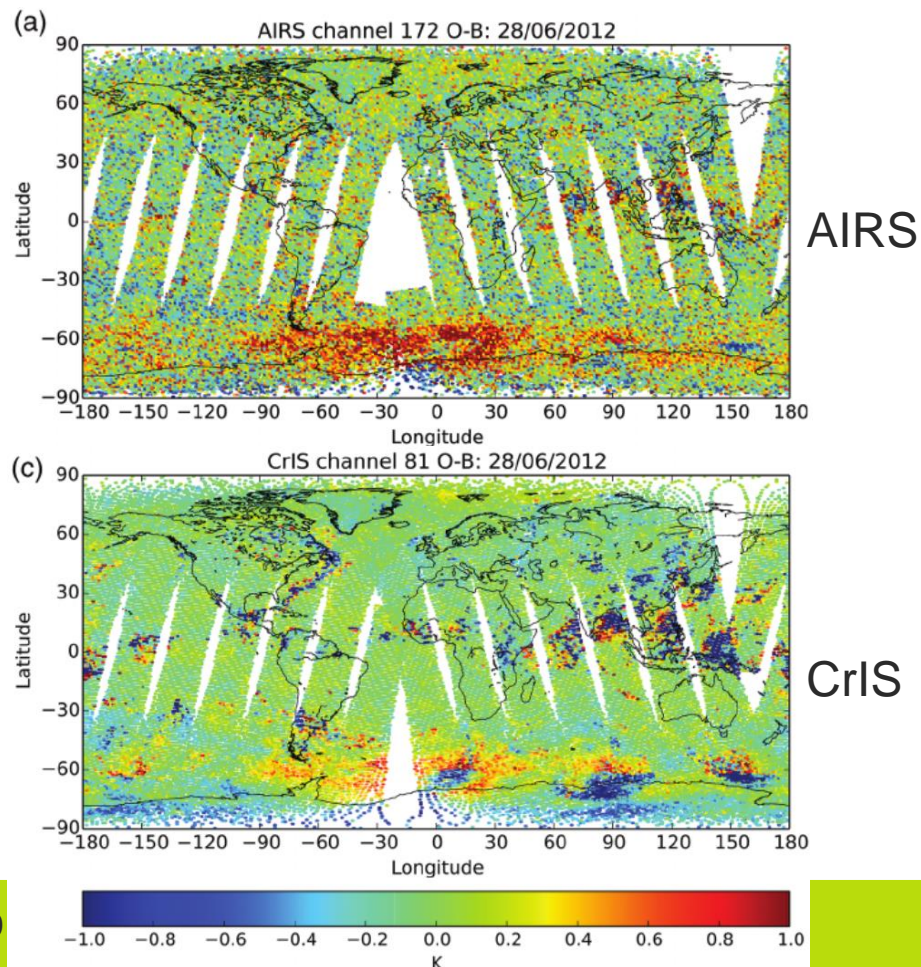 (a)
AIRS channel 172 O-B: 28/06/2012
90
60
30
0
−30
−60
−90
Latitude
−180 −150 −120 −90 −60 −30 0 30 60 90 120 150 180
Longitude
AIRS
(c)
CrIS channel 81 O-B: 28/06/2012
90
60
30
0
−30
−60
−90
Latitude
−180 −150 −120 −90 −60 −30 0 30 60 90 120 150 180
Longitude
CrIS
−1.0 −0.8 −0.6 −0.4 −0.2 0.0 0.2 0.4 0.6 0.8 1.0
K